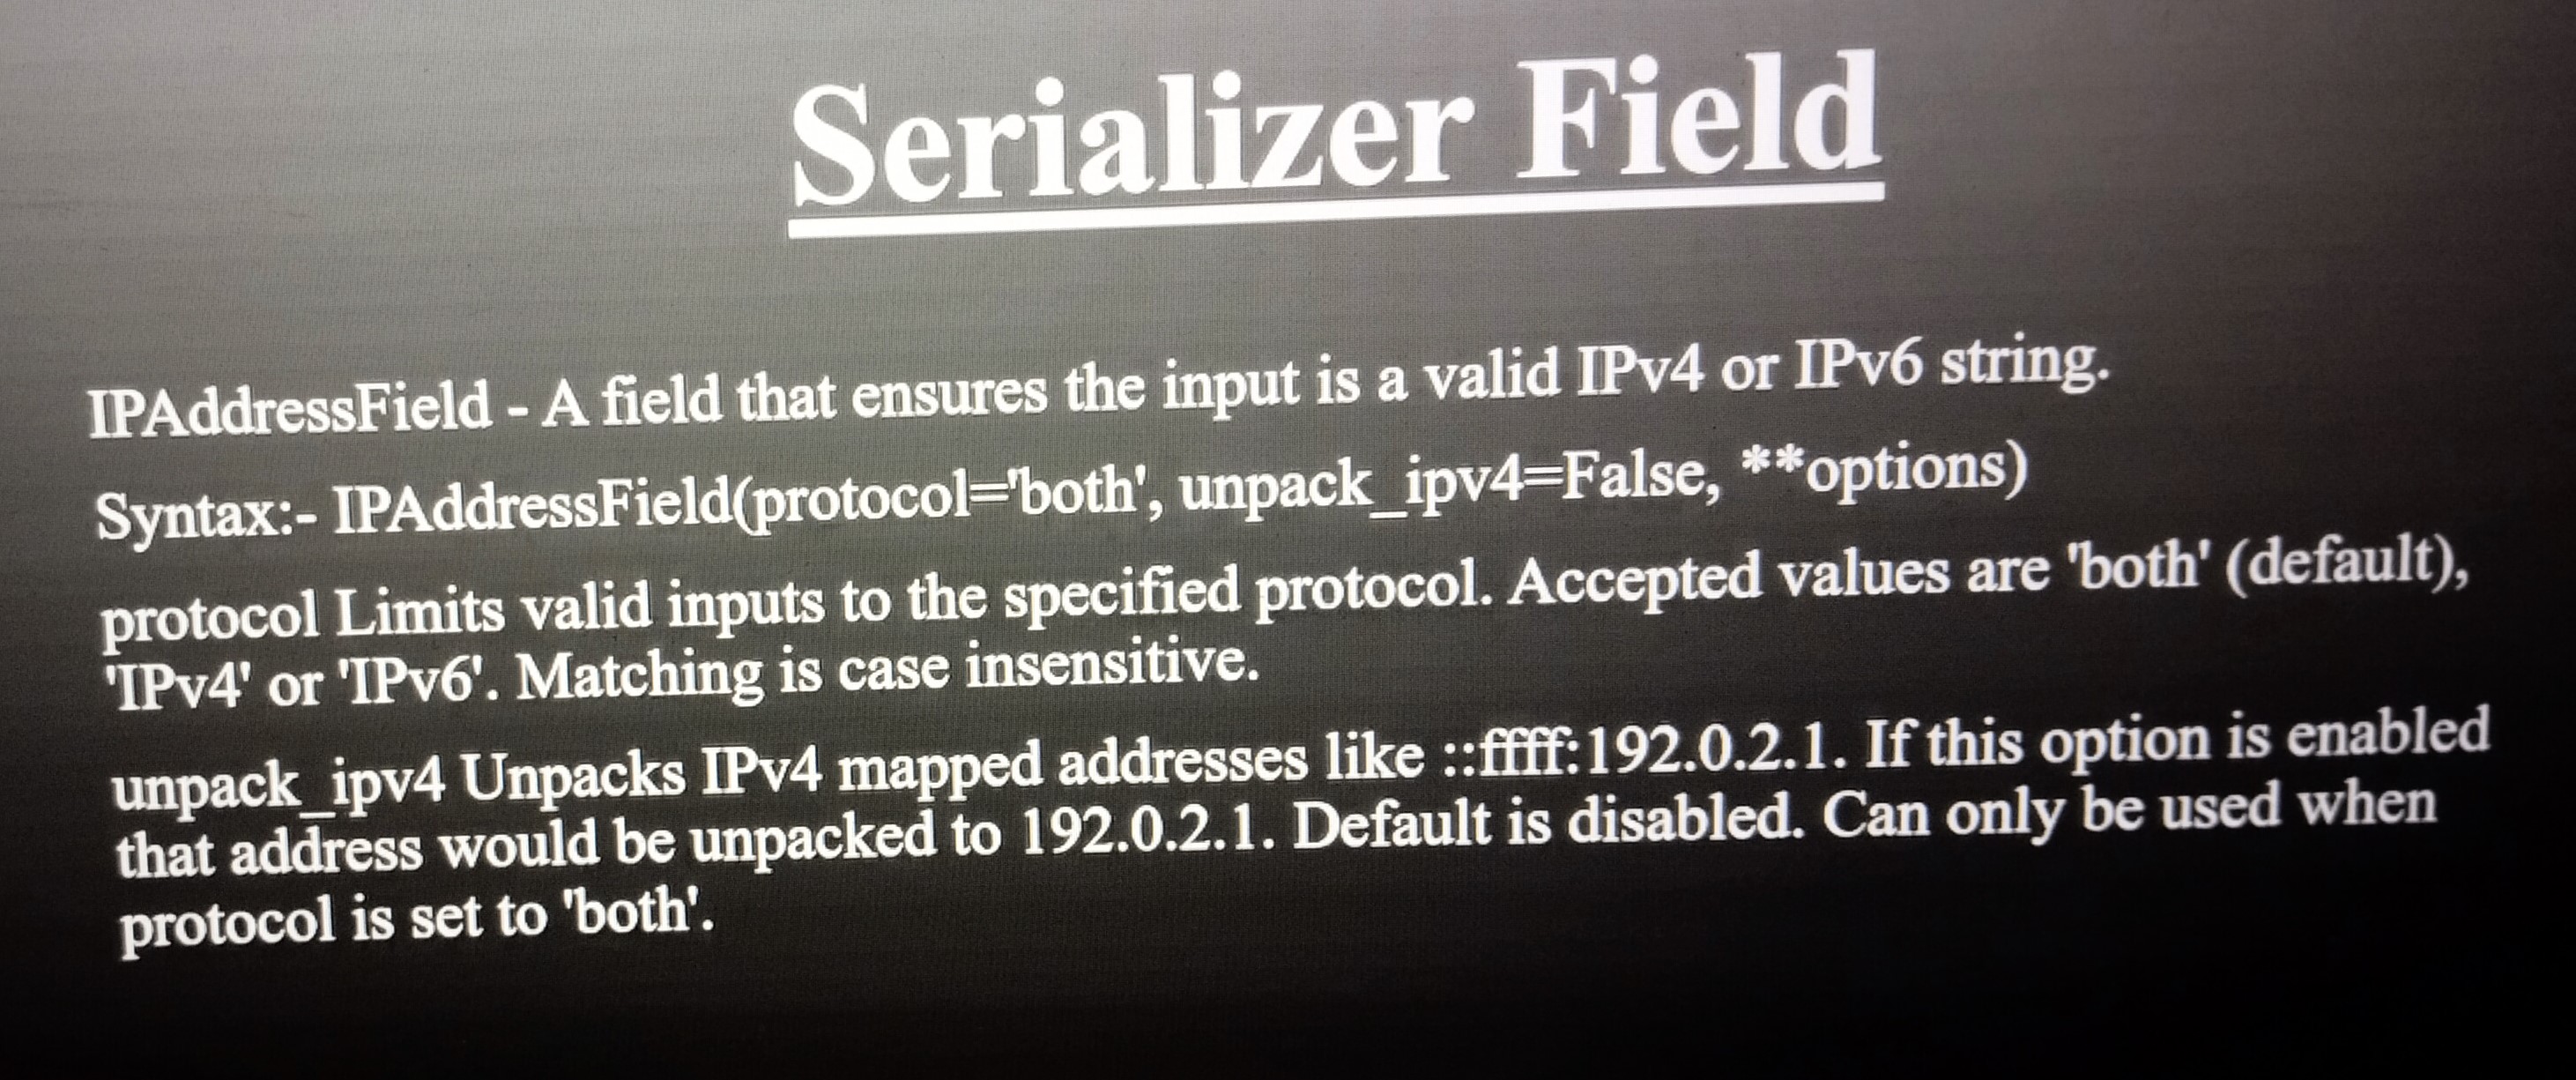 Serializer Field
IPAddressField - A field that ensures the input is a valid IPv4 or IPv6 string.
Syntax:- IPAddressField(protocol='both', unpack_ipv4=False, **options)
protocol Limits valid inputs to the specified protocol. Accepted values are 'both' (default),
'IPv4' or 'IPv6'. Matching is case insensitive.
unpack_ipv4 Unpacks IPv4 mapped addresses like ::ffff:192.0.2.1. If this option is enabled
that address would be unpacked to 192.0.2.1. Default is disabled. Can only be used when
protocol is set to 'both'.